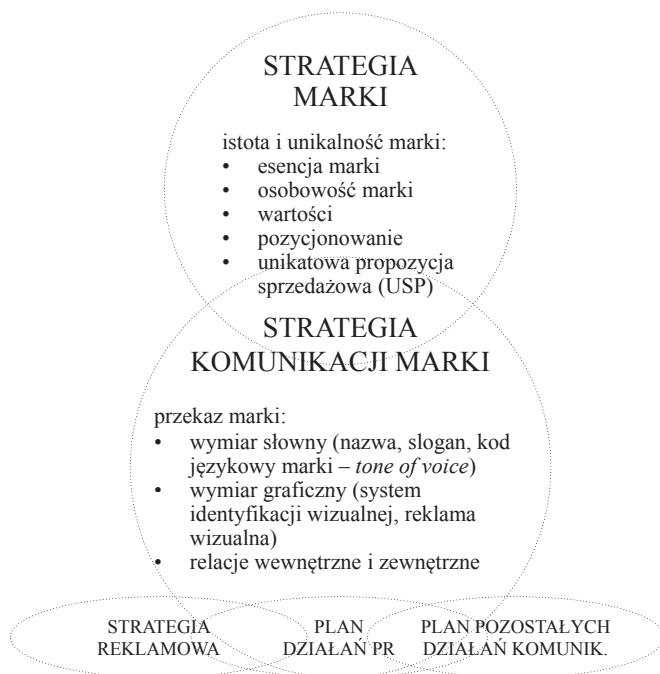 STRATEGIA
MARKI
istota i unikalność marki:
• esencja marki
• osobowość marki
• wartości
• pozycjonowanie
• unikatowa propozycja
sprzedażowa (USP)
STRATEGIA
KOMUNIKACJI MARKI
przekaz marki:
• wymiar słowny (nazwa, slogan, kod
językowy marki – tone of voice)
• wymiar graficzny (system
identyfikacji wizualnej, reklama
wizualna)
• relacje wewnętrzne i zewnętrzne
STRATEGIA
REKLAMOWA
PLAN
DZIAŁAŃ PR
PLAN POZOSTAŁYCH
DZIAŁAŃ KOMUNIK.